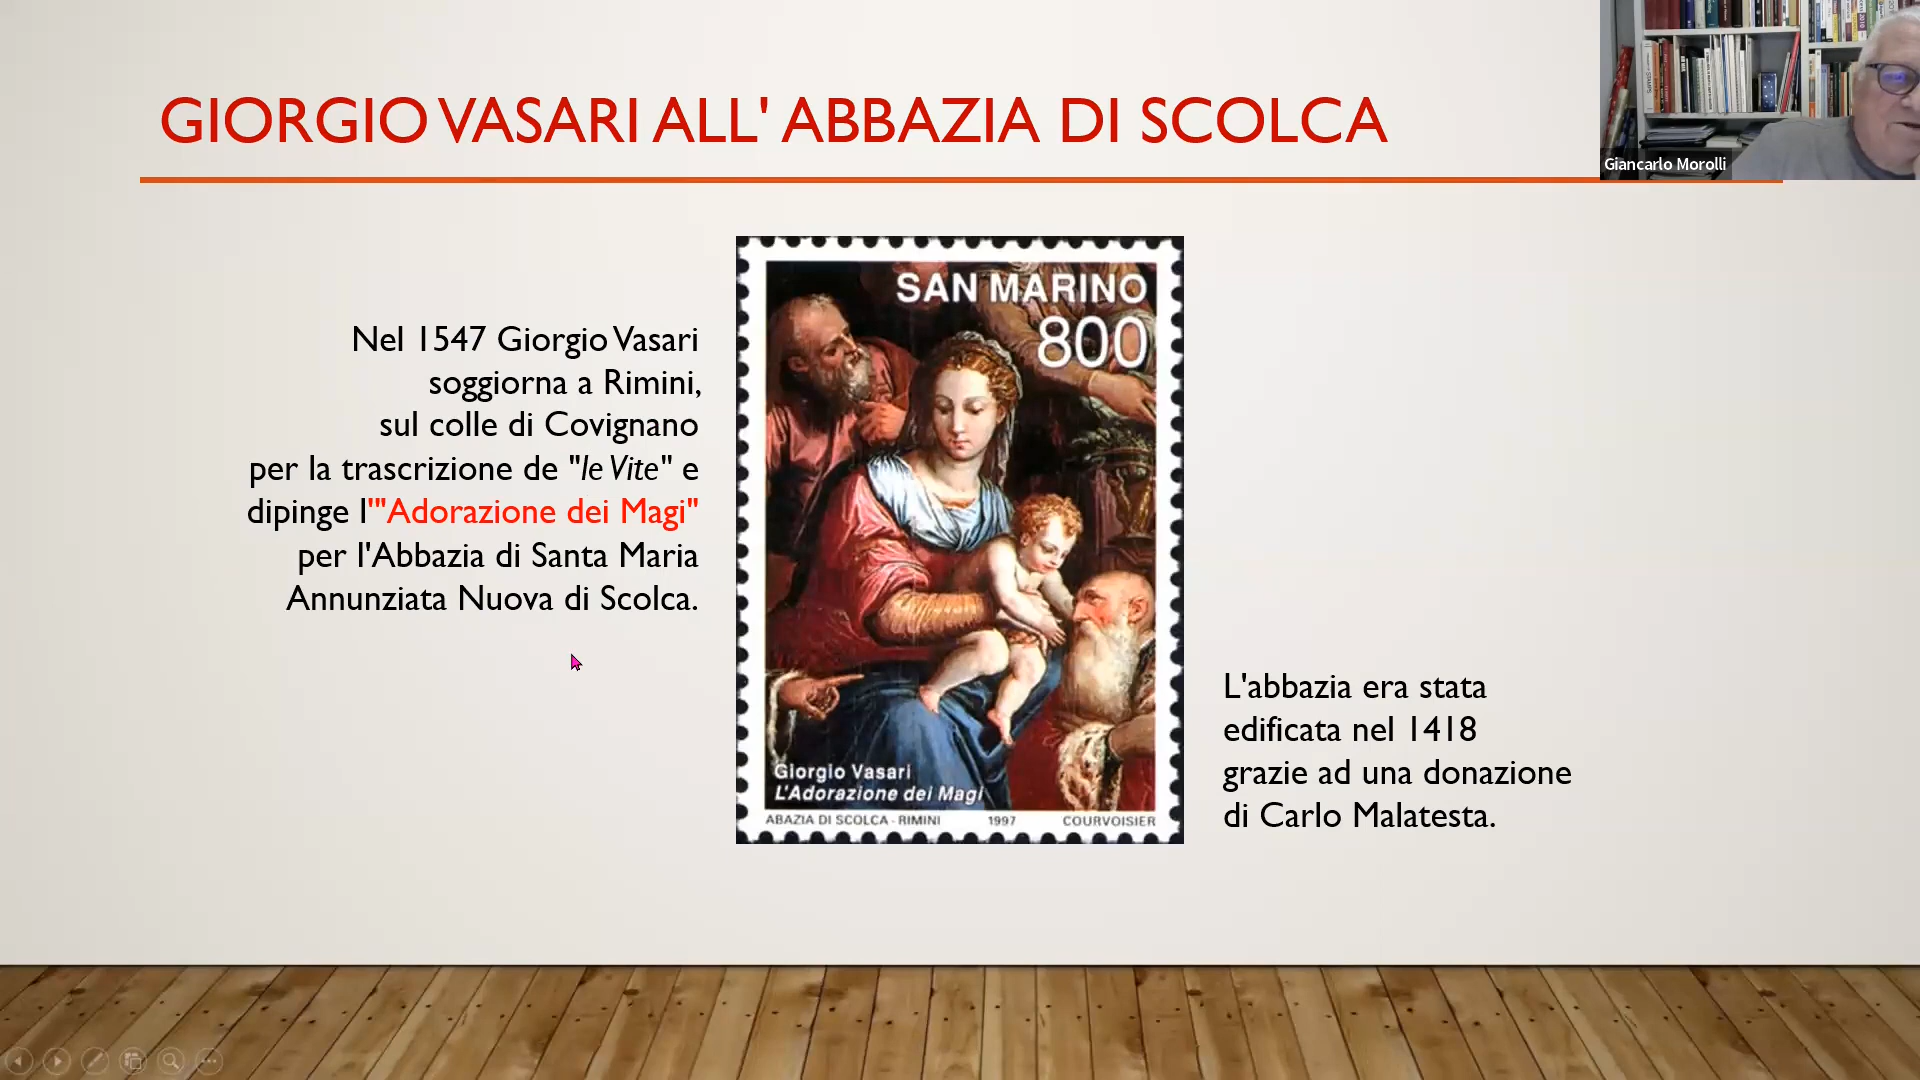 GIORGIO VASARI ALL' ABBAZIA DI SCOLCA
Giancarlo Morolli
Nel 1547 Giorgio Vasari
soggiorna a Rimini,
sul colle di Covignano
per la trascrizione de "le Vite" e
dipinge l'"Adorazione dei Magi"
per l'Abbazia di Santa Maria
Annunziata Nuova di Scolca.
SAN MARINO
800
Giorgio Vasari
L'Adorazione dei Magi
ABAZIA DI SCOLCA - RIMINI 1997 COURVOISIER
L'abbazia era stata
edificata nel 1418
grazie ad una donazione
di Carlo Malatesta.